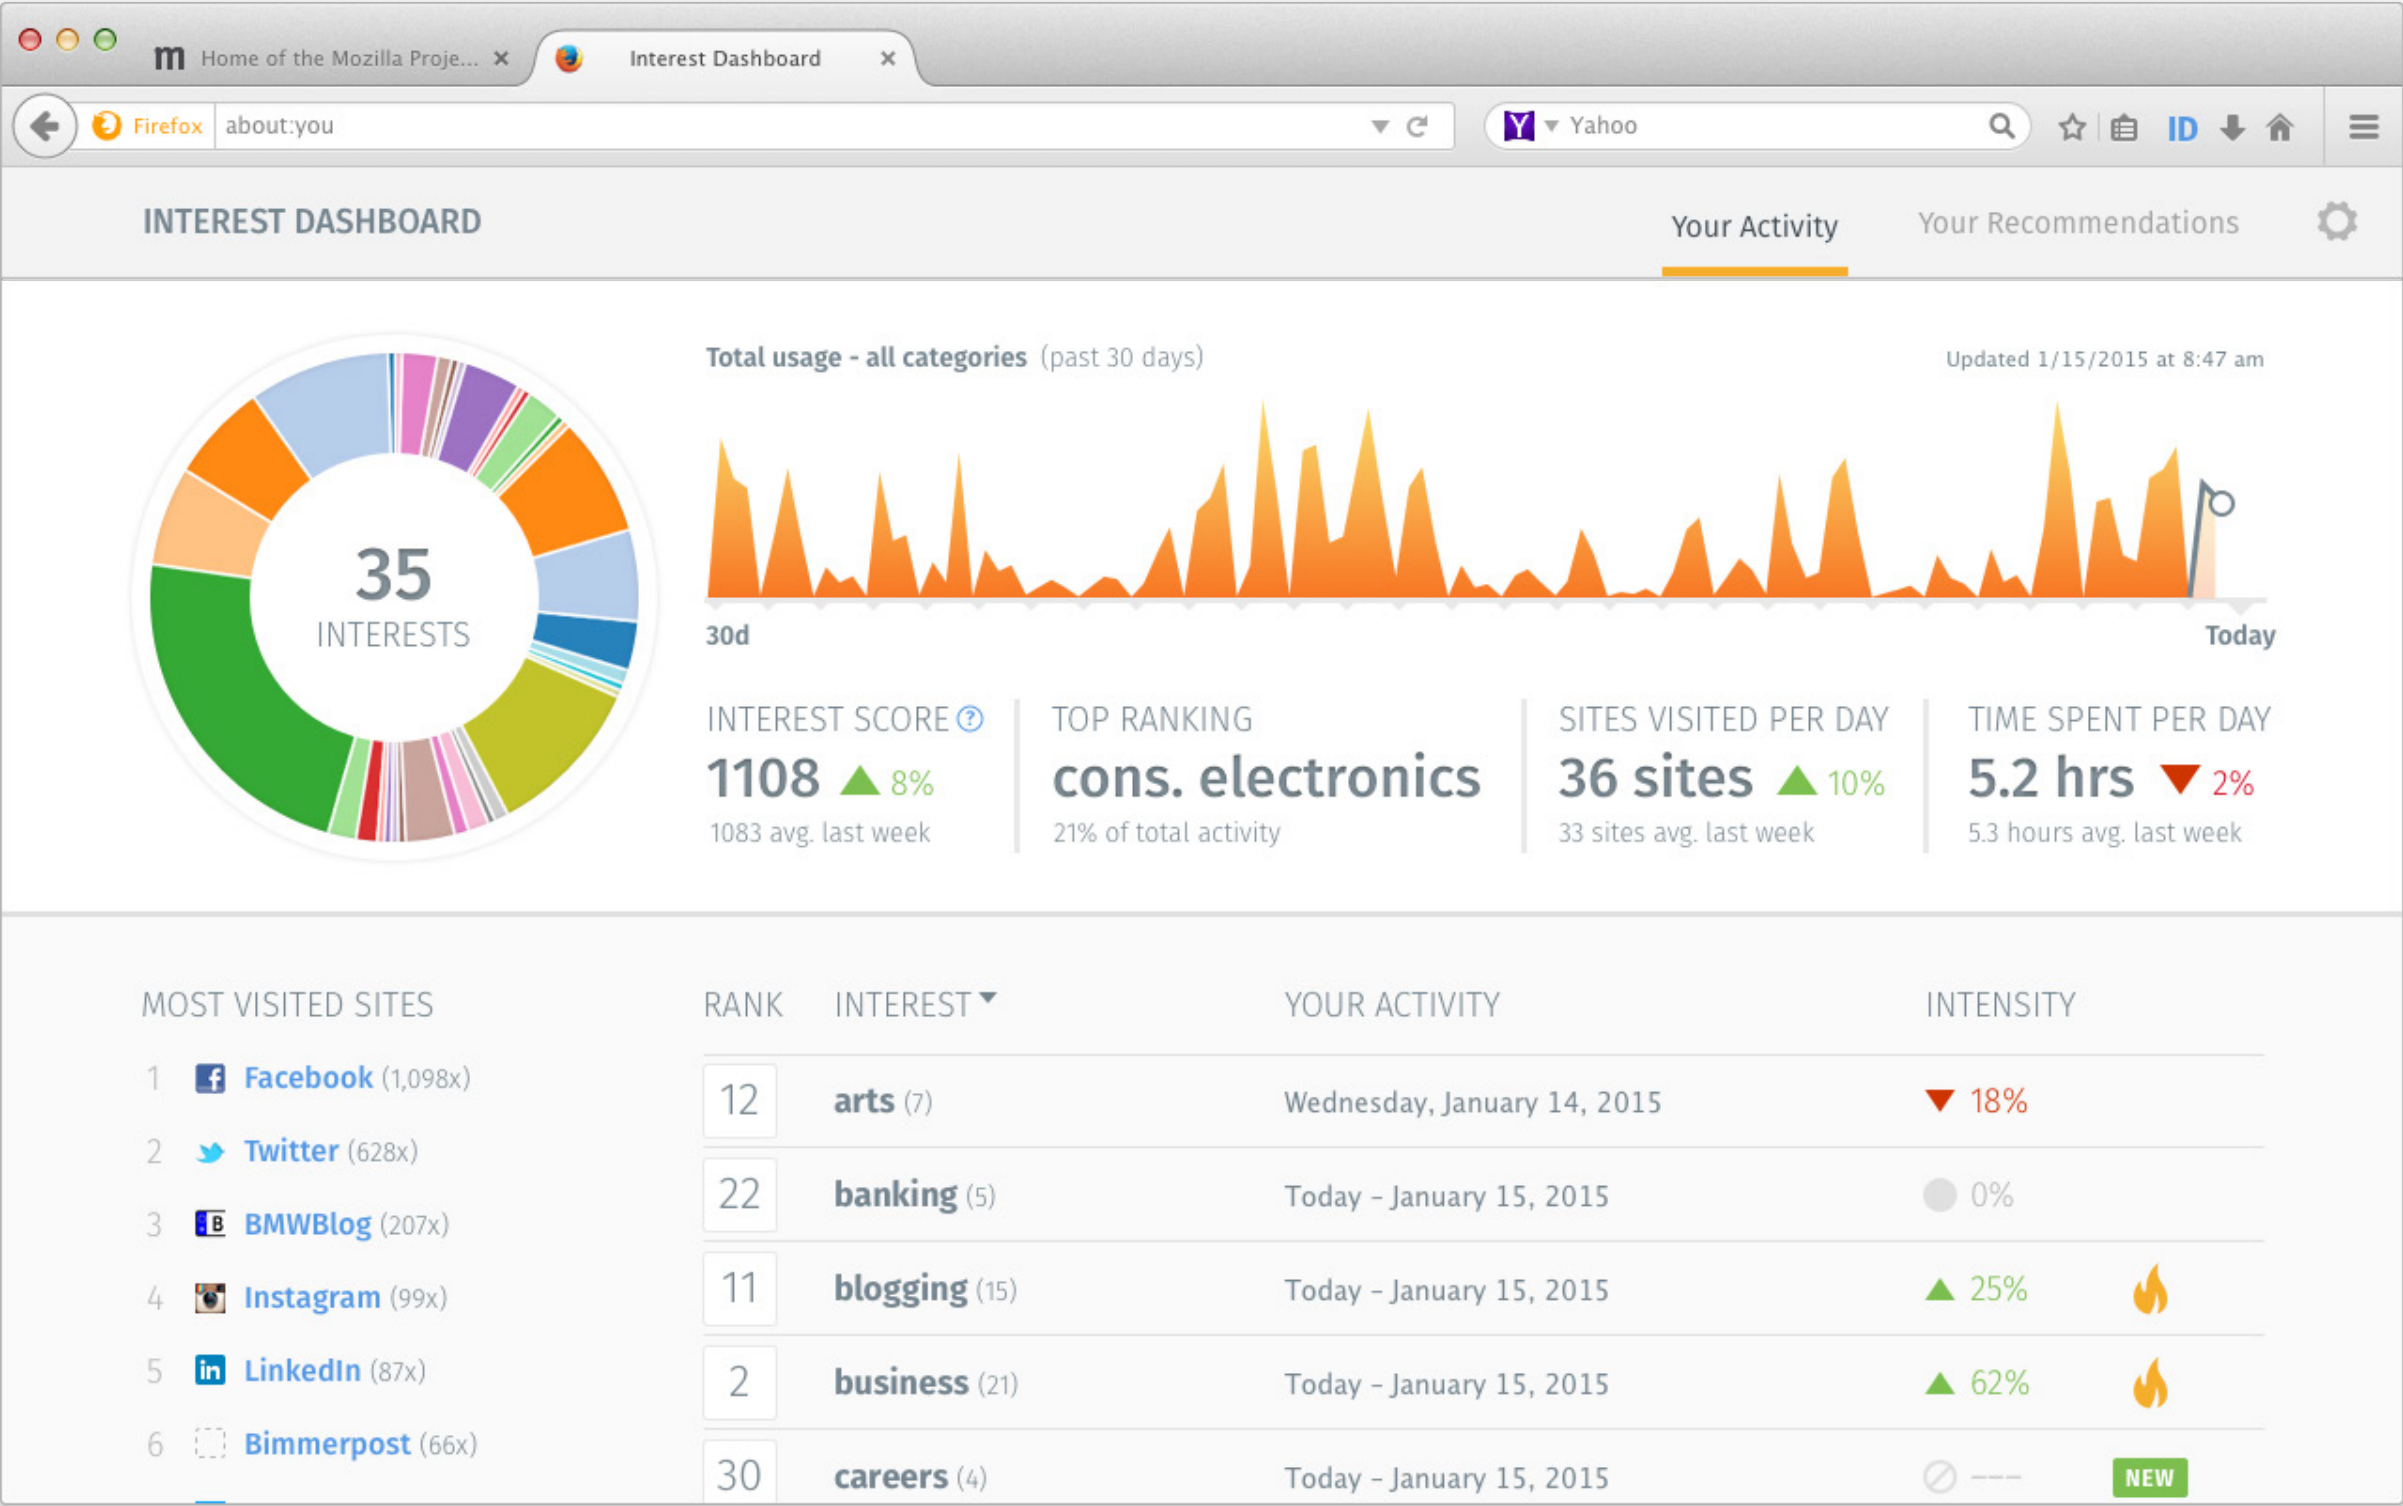 m Home of the Mozilla Proje... × Interest Dashboard ×
Firefox about:you Y Yahoo ID
INTEREST DASHBOARD Your Activity Your Recommendations
Total usage - all categories (past 30 days) Updated 1/15/2015 at 8:47 am
35
INTERESTS
30d Today
INTEREST SCORE ? TOP RANKING SITES VISITED PER DAY TIME SPENT PER DAY
1108 8% cons. electronics 36 sites 10% 5.2 hrs 2%
1083 avg. last week 21% of total activity 33 sites avg. last week 5.3 hours avg. last week
MOST VISITED SITES
1 f Facebook (1,098x)
2 Twitter (628x)
3 B BMWBlog (207x)
4 Instagram (99x)
5 in LinkedIn (87x)
6 Bimmerpost (66x)
RANK INTEREST YOUR ACTIVITY INTENSITY
12 arts (7) Wednesday, January 14, 2015 18%
22 banking (5) Today – January 15, 2015 0%
11 blogging (15) Today – January 15, 2015 25%
2 business (21) Today – January 15, 2015 62%
30 careers (4) Today – January 15, 2015 --- NEW